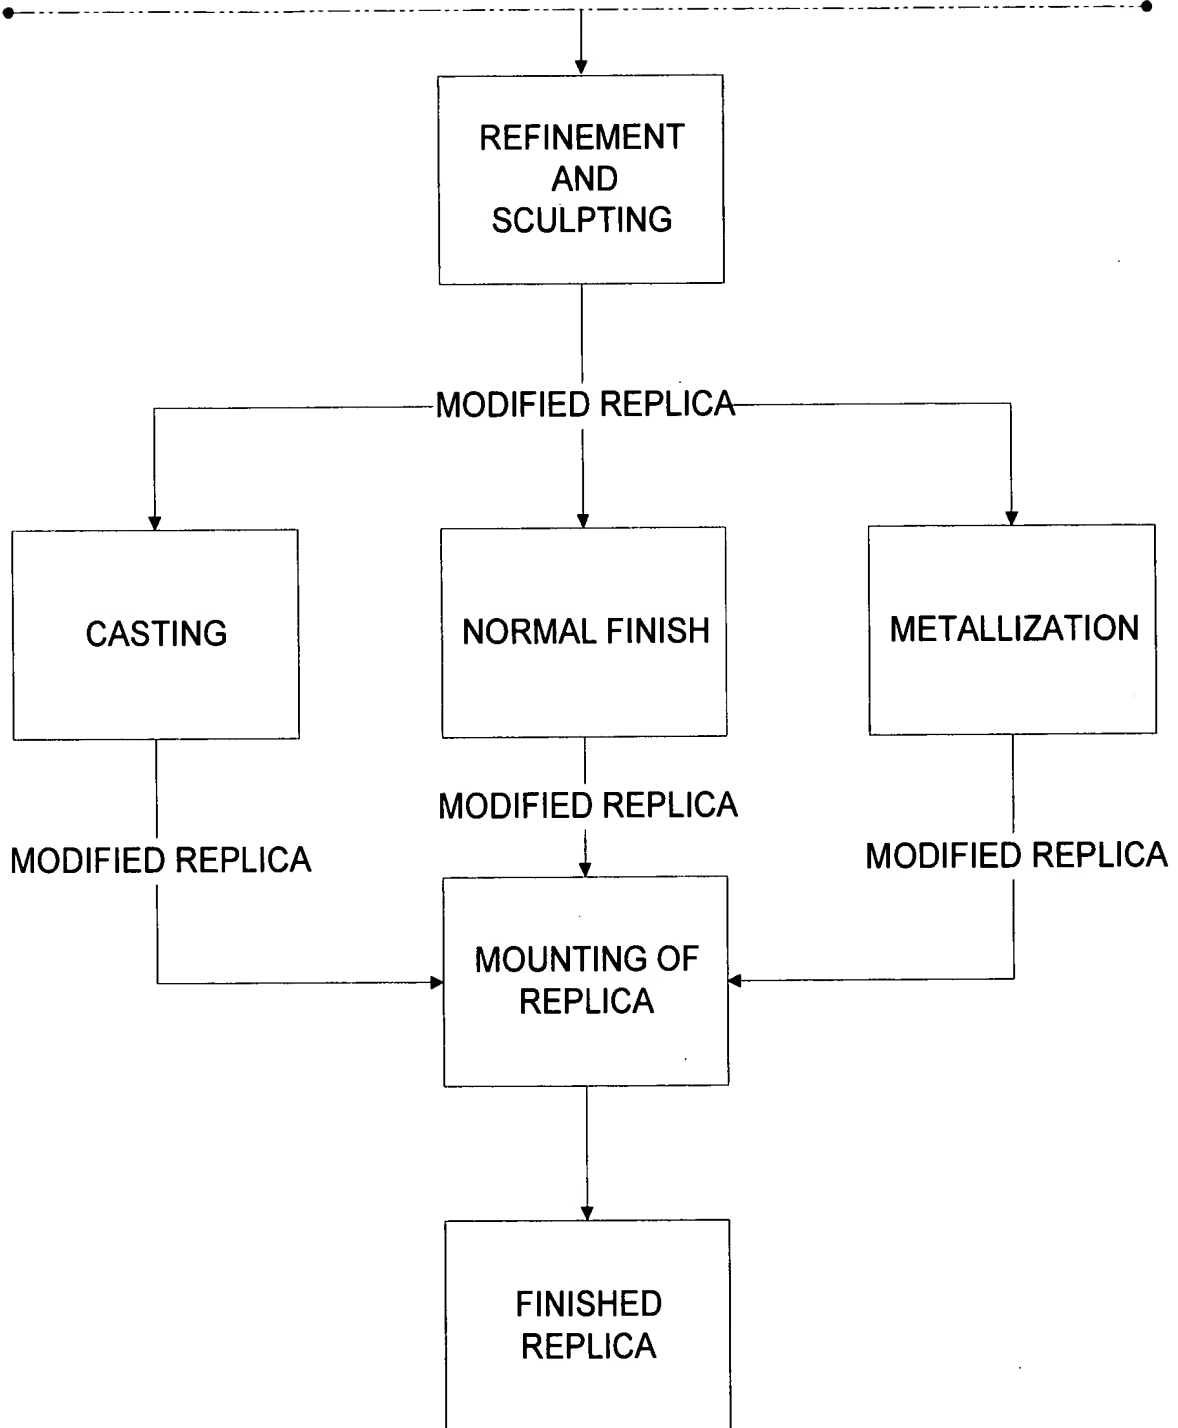 REFINEMENT
AND
SCULPTING
MODIFIED REPLICA
CASTING
NORMAL FINISH
METALLIZATION
MODIFIED REPLICA
MODIFIED REPLICA
MODIFIED REPLICA
MOUNTING OF
REPLICA
FINISHED
REPLICA